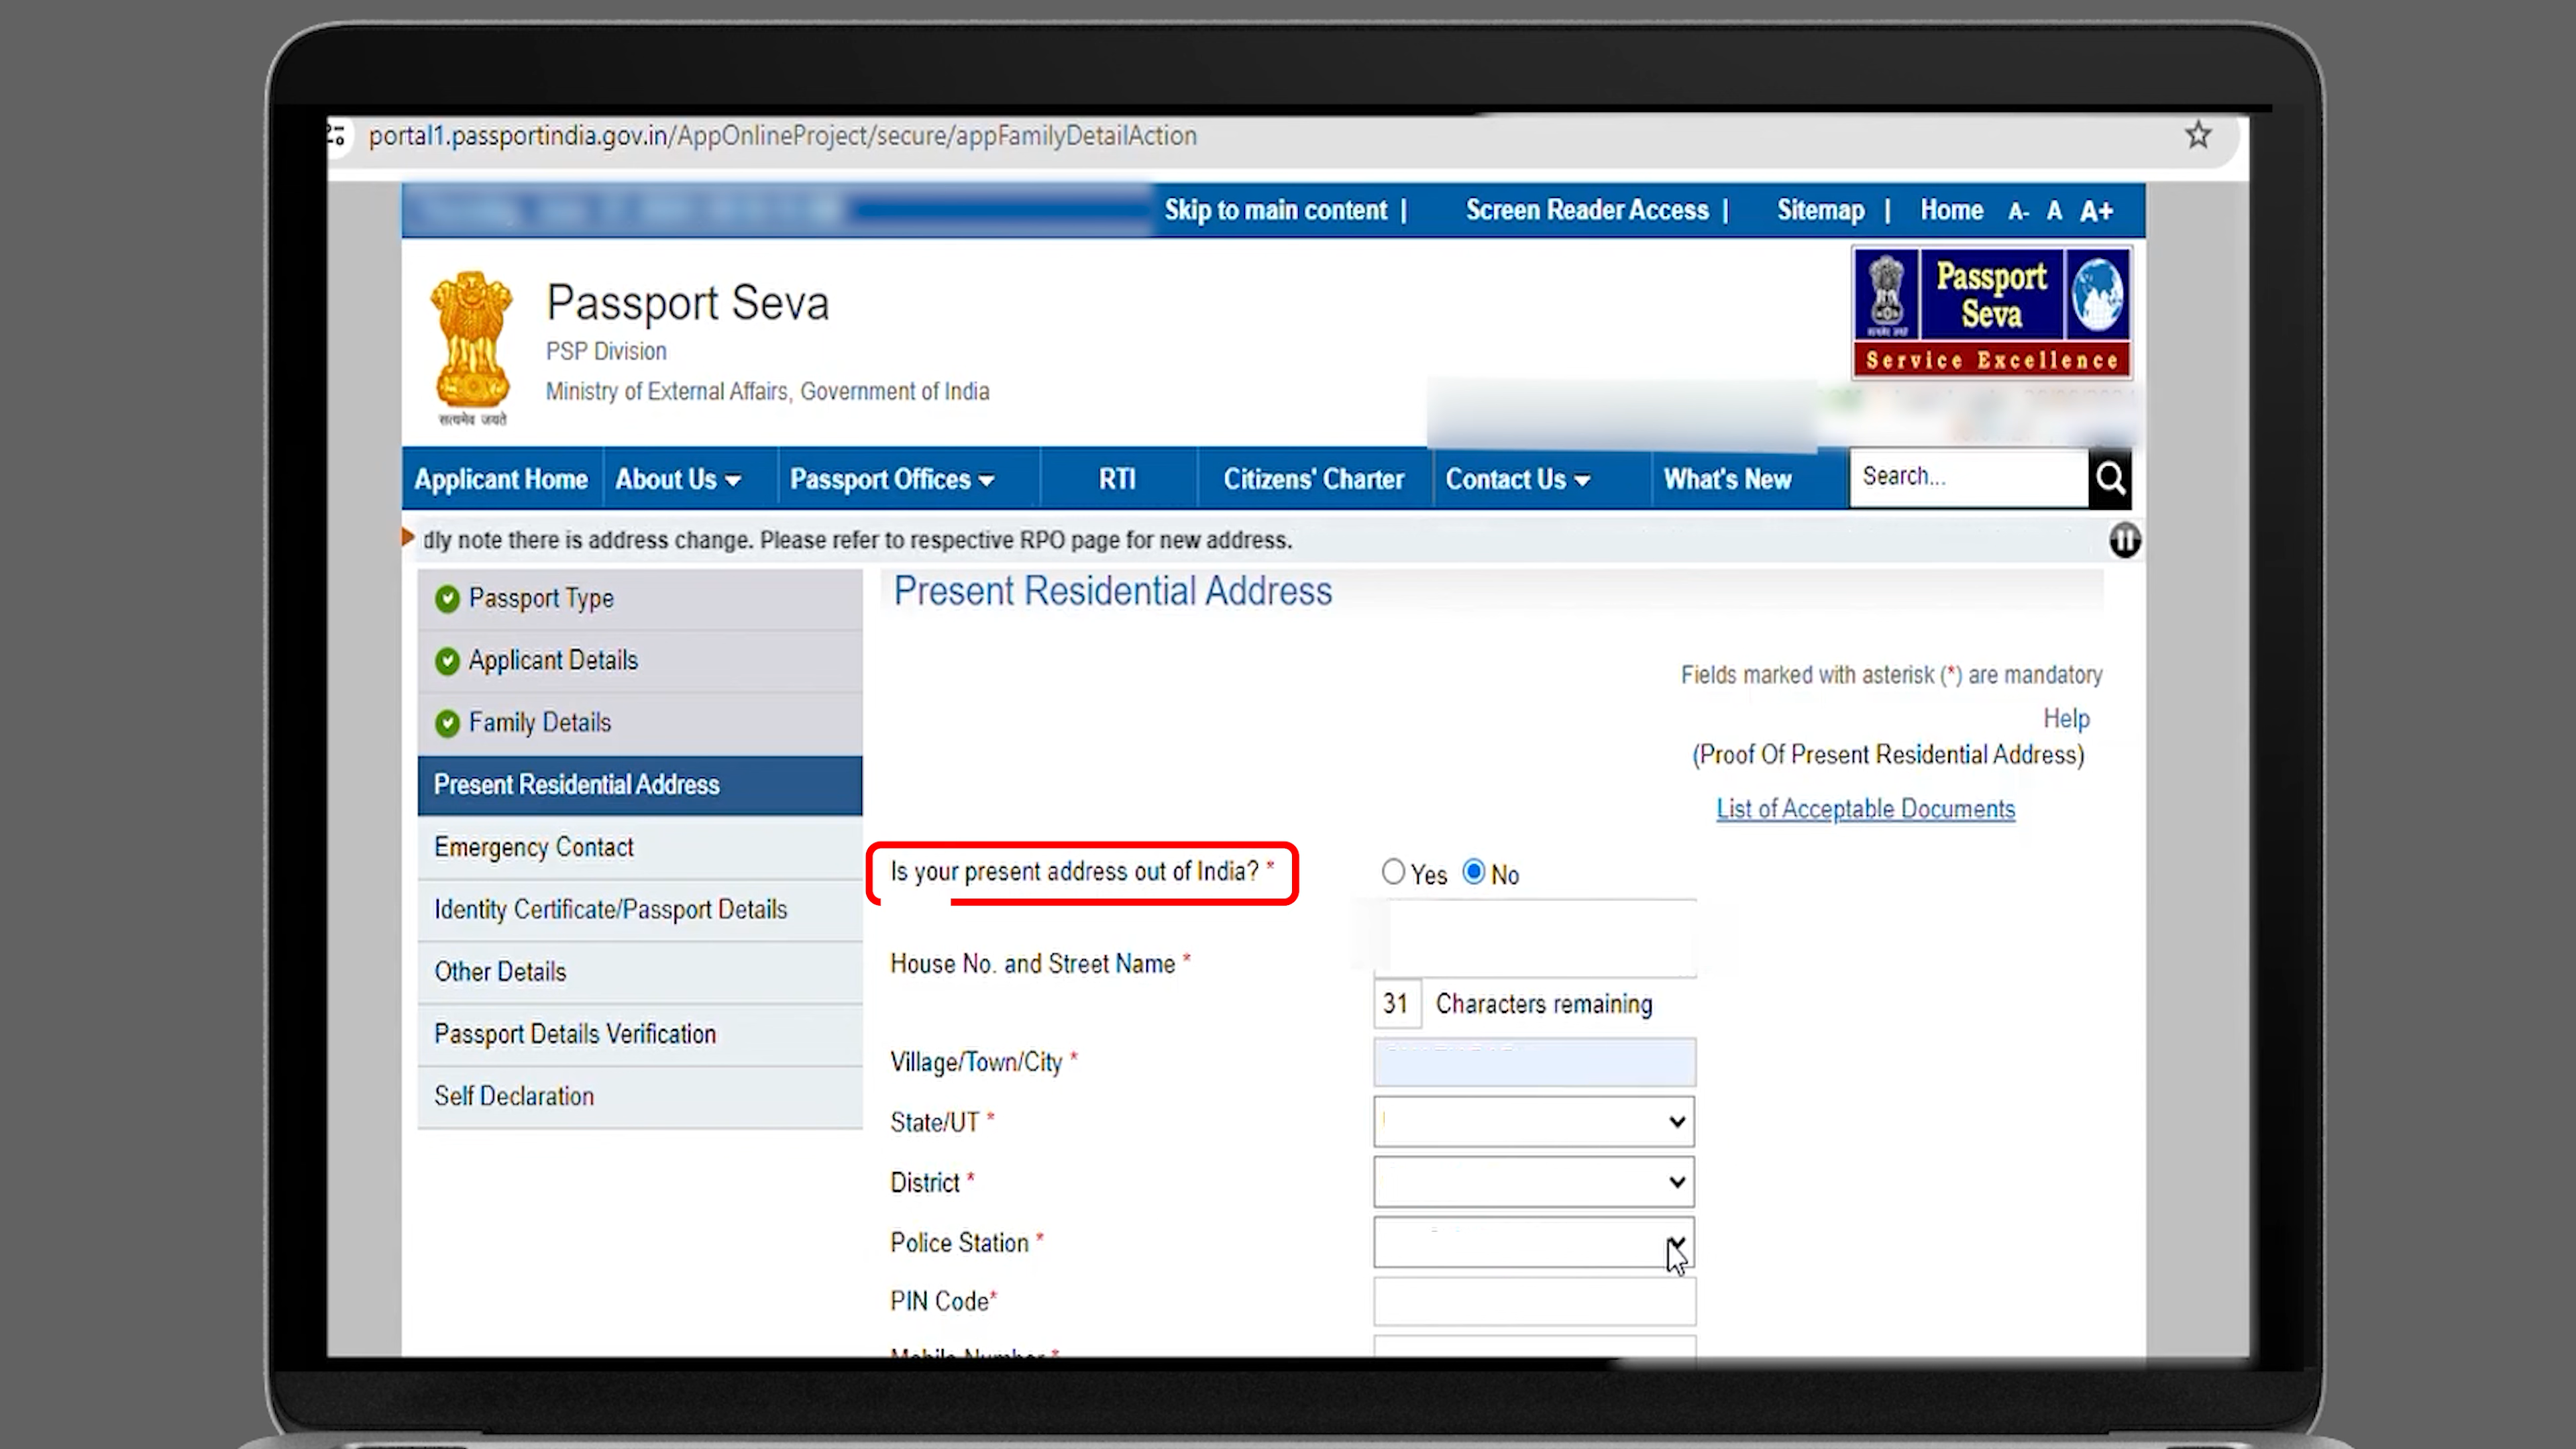 portal1.passportindia.gov.in/AppOnlineProject/secure/appFamilyDetailAction
Skip to main content | Screen Reader Access | Sitemap | Home A- A A+
Passport Seva
PSP Division
Ministry of External Affairs, Government of India
सत्यमेव जयते
Passport
Seva
Service Excellence
Applicant Home About Us Passport Offices RTI Citizens' Charter Contact Us What's New Search...
dly note there is address change. Please refer to respective RPO page for new address.
Passport Type
Applicant Details
Family Details
Present Residential Address
Emergency Contact
Identity Certificate/Passport Details
Other Details
Passport Details Verification
Self Declaration
Present Residential Address
Fields marked with asterisk (*) are mandatory
Help
(Proof Of Present Residential Address)
List of Acceptable Documents
Is your present address out of India? * Yes No
House No. and Street Name *
31 Characters remaining
Village/Town/City *
State/UT *
District *
Police Station *
PIN Code*
Mobile Number *